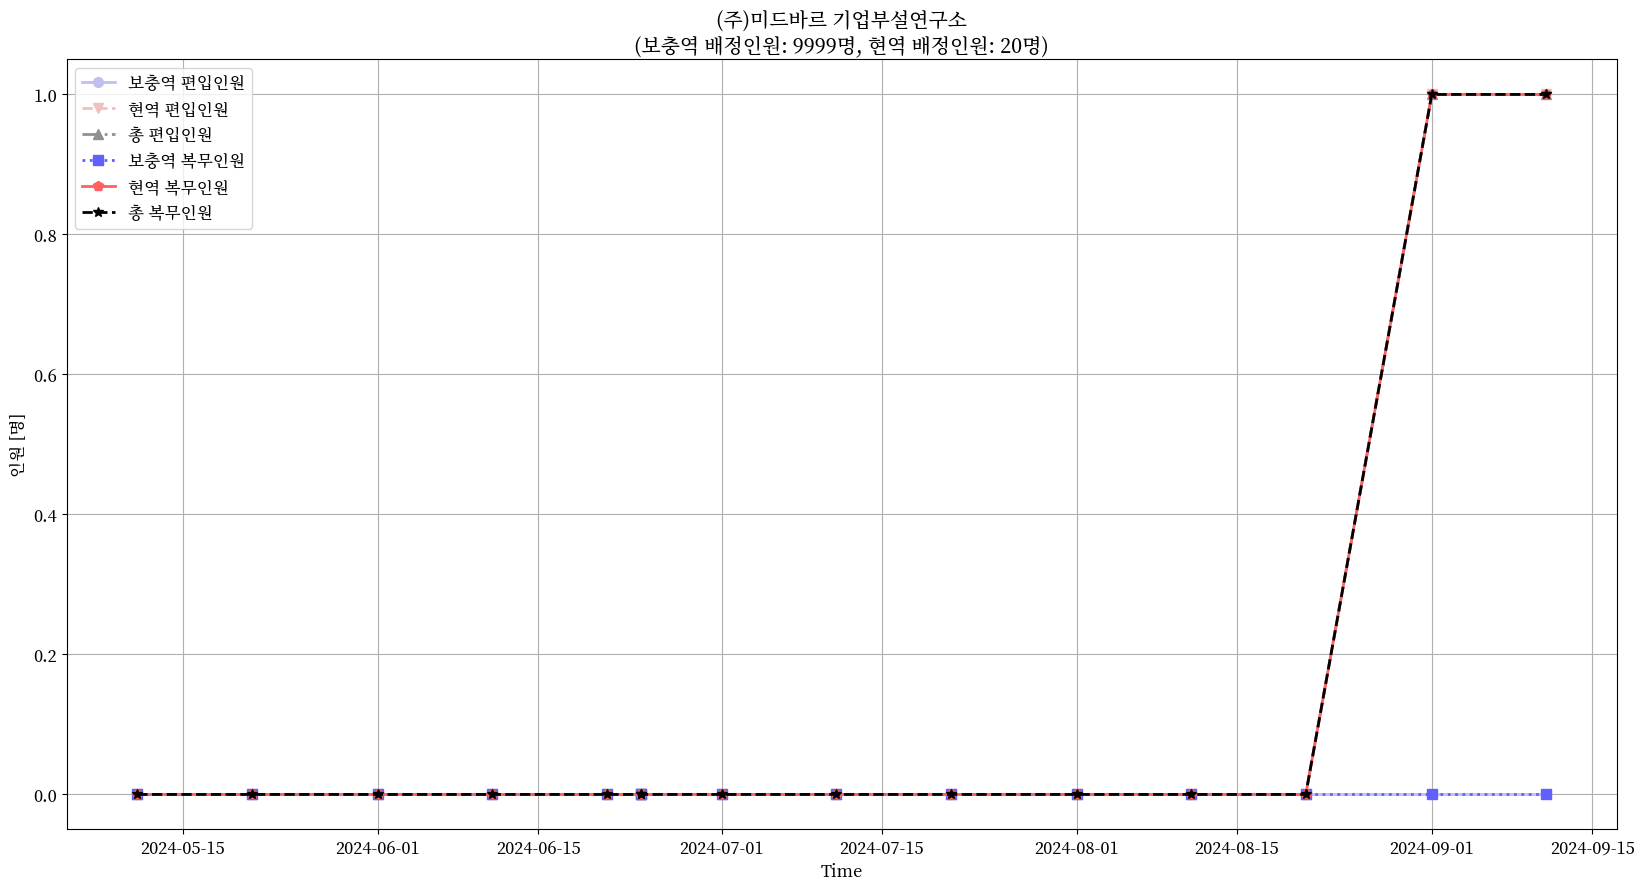 (주)미드바르 기업부설연구소
(보충역 배정인원: 9999명, 현역 배정인원: 20명)
보충역 편입인원
현역 편입인원
총 편입인원
보충역 복무인원
현역 복무인원
총 복무인원
1.0
0.8
0.6
0.4
0.2
0.0
인원 [명]
2024-05-15 2024-06-01 2024-06-15 2024-07-01 2024-07-15 2024-08-01 2024-08-15 2024-09-01 2024-09-15
Time